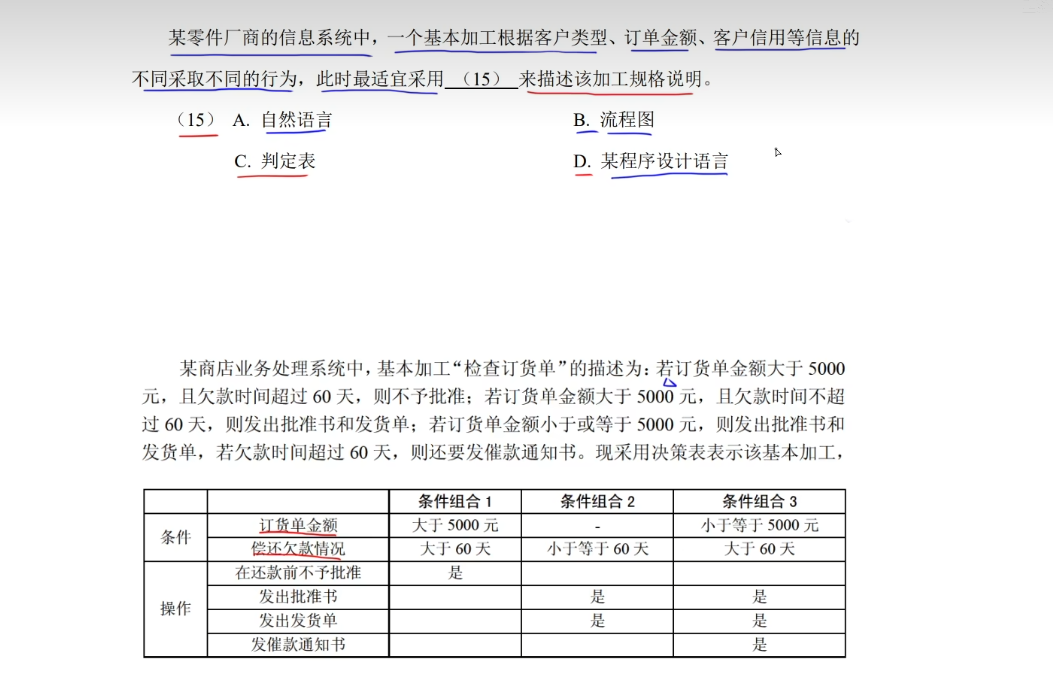 某零件厂商的信息系统中，一个基本加工根据客户类型、订单金额、客户信用等信息的
不同采取不同的行为，此时最适宜采用 （15） 来描述该加工规格说明。
（15） A. 自然语言 B. 流程图
C. 判定表 D. 某程序设计语言
某商店业务处理系统中，基本加工“检查订货单”的描述为：若订货单金额大于 5000
元，且欠款时间超过 60 天，则不予批准；若订货单金额大于 5000 元，且欠款时间不超
过 60 天，则发出批准书和发货单；若订货单金额小于或等于 5000 元，则发出批准书和
发货单，若欠款时间超过 60 天，则还要发催款通知书。现采用决策表表示该基本加工，
条件组合 1 条件组合 2 条件组合 3
条件 订货单金额 大于 5000 元 - 小于等于 5000 元
偿还欠款情况 大于 60 天 小于等于 60 天 大于 60 天
操作 在还款前不予批准 是
发出批准书 是 是
发出发货单 是 是
发催款通知书 是